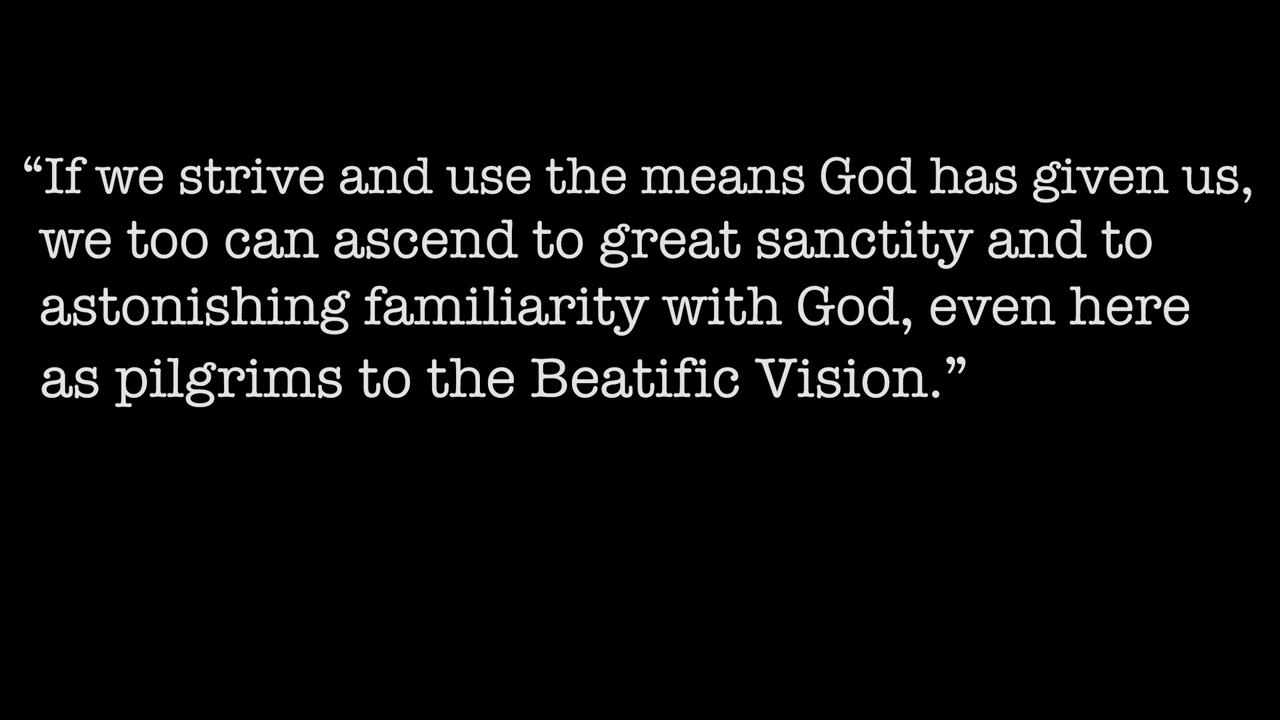 “If we strive and use the means God has given us,
we too can ascend to great sanctity and to
astonishing familiarity with God, even here
as pilgrims to the Beatific Vision.”